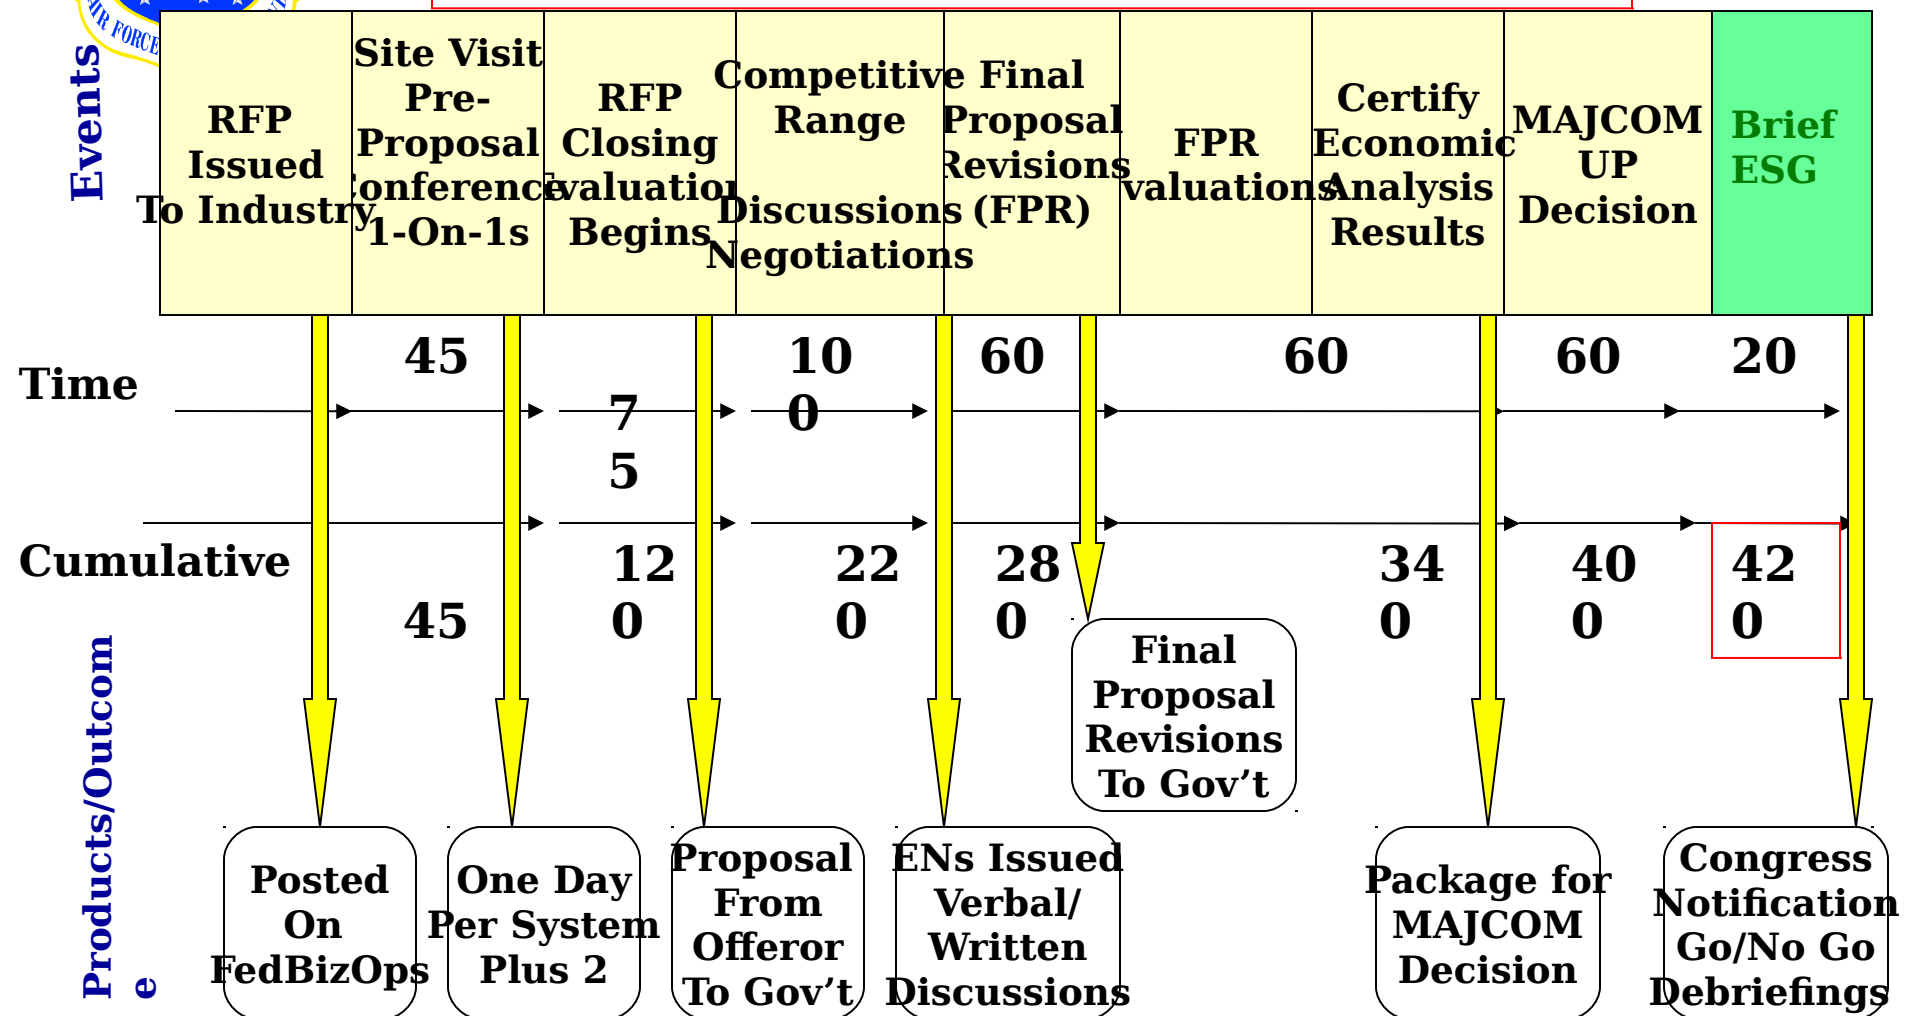 AIR FORCE
Events
RFP
Issued
To Industry
Site Visit
Pre-
Proposal
Conference
1-On-1s
RFP
Closing
Evaluation
Begins
Competitive
Range
Discussions
Negotiations
Final
Proposal
Revisions
(FPR)
FPR
valuations
Certify
Economic
Analysis
Results
MAJCOM
UP
Decision
Brief
ESG
Time
45
7
5
10
0
60
60
60
20
Cumulative
45
12
0
22
0
28
0
34
0
40
0
42
0
Products/Outcom
e
Posted
On
FedBizOps
One Day
Per System
Plus 2
Proposal
From
Offeror
To Gov’t
ENs Issued
Verbal/
Written
Discussions
Final
Proposal
Revisions
To Gov’t
Package for
MAJCOM
Decision
Congress
Notification
Go/No Go
Debriefings